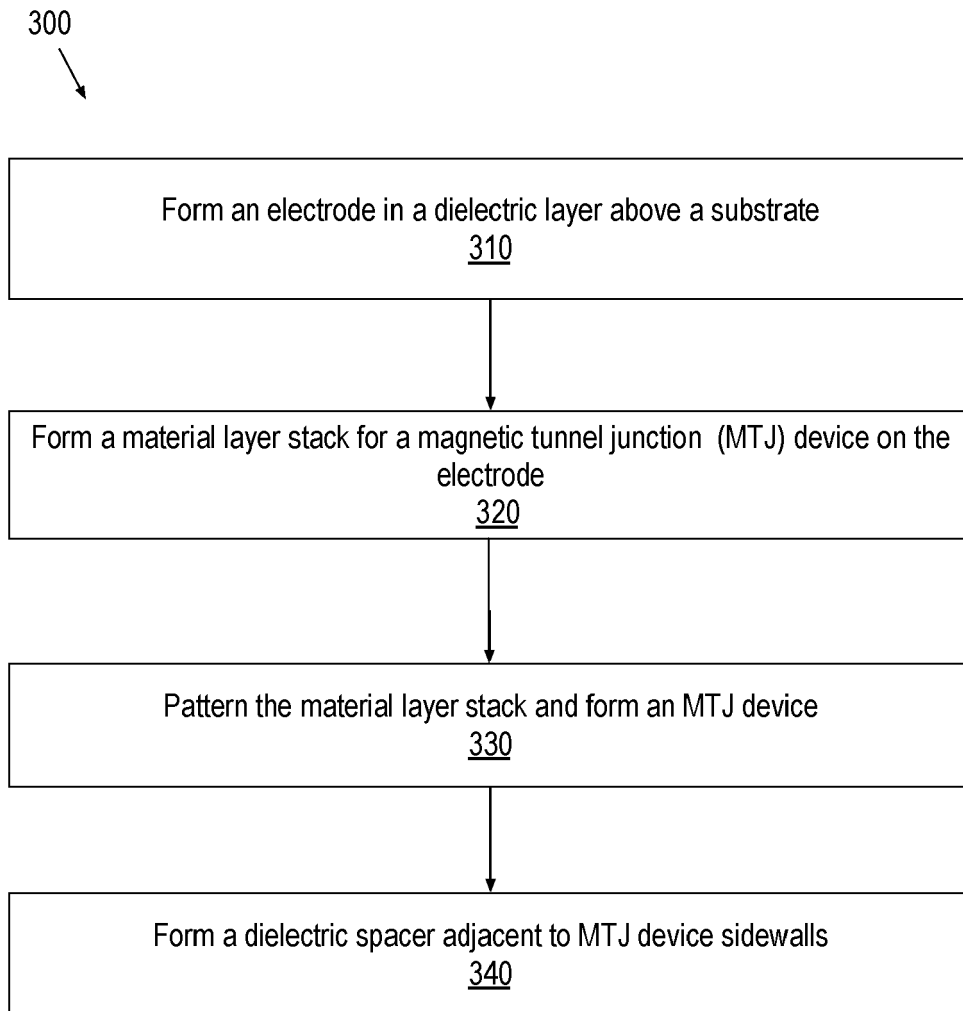 300
Form an electrode in a dielectric layer above a substrate
310
Form a material layer stack for a magnetic tunnel junction (MTJ) device on the
electrode
320
Pattern the material layer stack and form an MTJ device
330
Form a dielectric spacer adjacent to MTJ device sidewalls
340